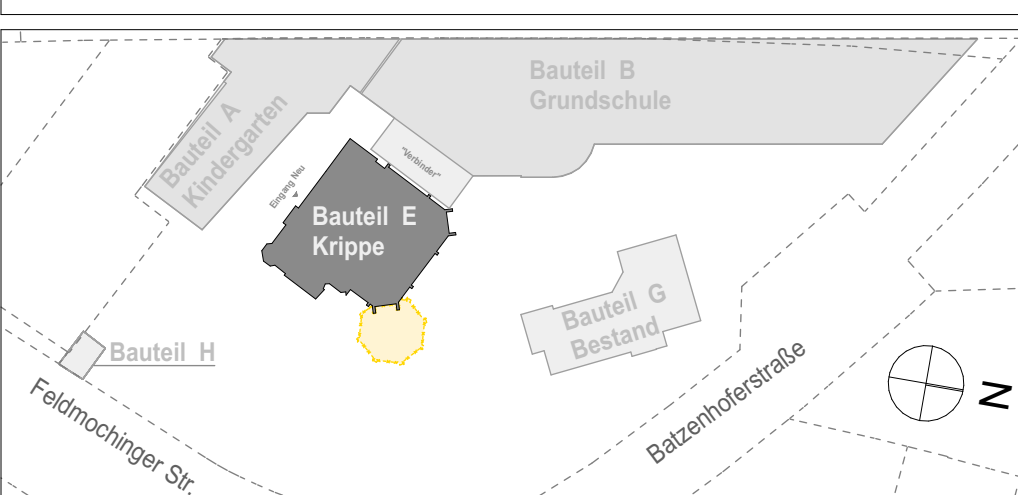 Bauteil B
Grundschule
Bauteil A
Kindergarten
"Verbinder"
Eingang Neu
Bauteil E
Krippe
Bauteil G
Bestand
Bauteil H
Feldmochinger Str.
Batzenhoferstraße
N